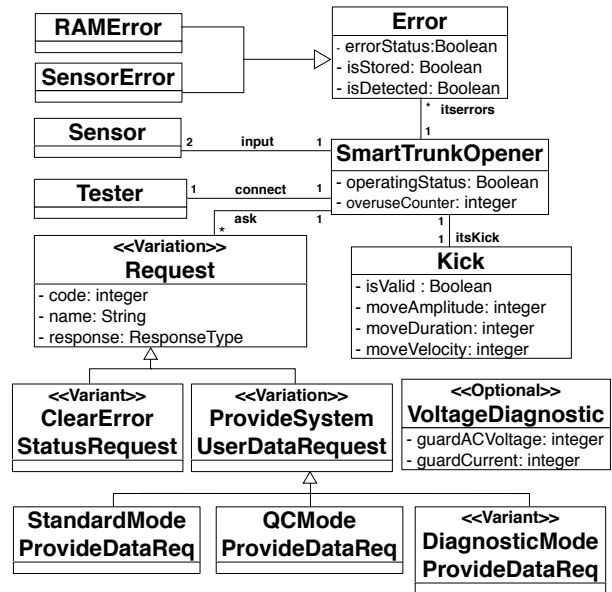 RAMError
SensorError
Error
- errorStatus:Boolean
- isStored: Boolean
- isDetected: Boolean
* itserrors
1
Sensor
2 input 1
Tester
1 connect 1
ask 1
*
SmartTrunkOpener
- operatingStatus: Boolean
- overuseCounter: integer
1
1 itsKick
Kick
- isValid : Boolean
- moveAmplitude: integer
- moveDuration: integer
- moveVelocity: integer
<<Variation>>
Request
- code: integer
- name: String
- response: ResponseType
<<Variant>>
ClearError
StatusRequest
<<Variation>>
ProvideSystem
UserDataRequest
<<Optional>>
VoltageDiagnostic
- guardACVoltage: integer
- guardCurrent: integer
StandardMode
ProvideDataReq
QCMode
ProvideDataReq
<<Variant>>
DiagnosticMode
ProvideDataReq